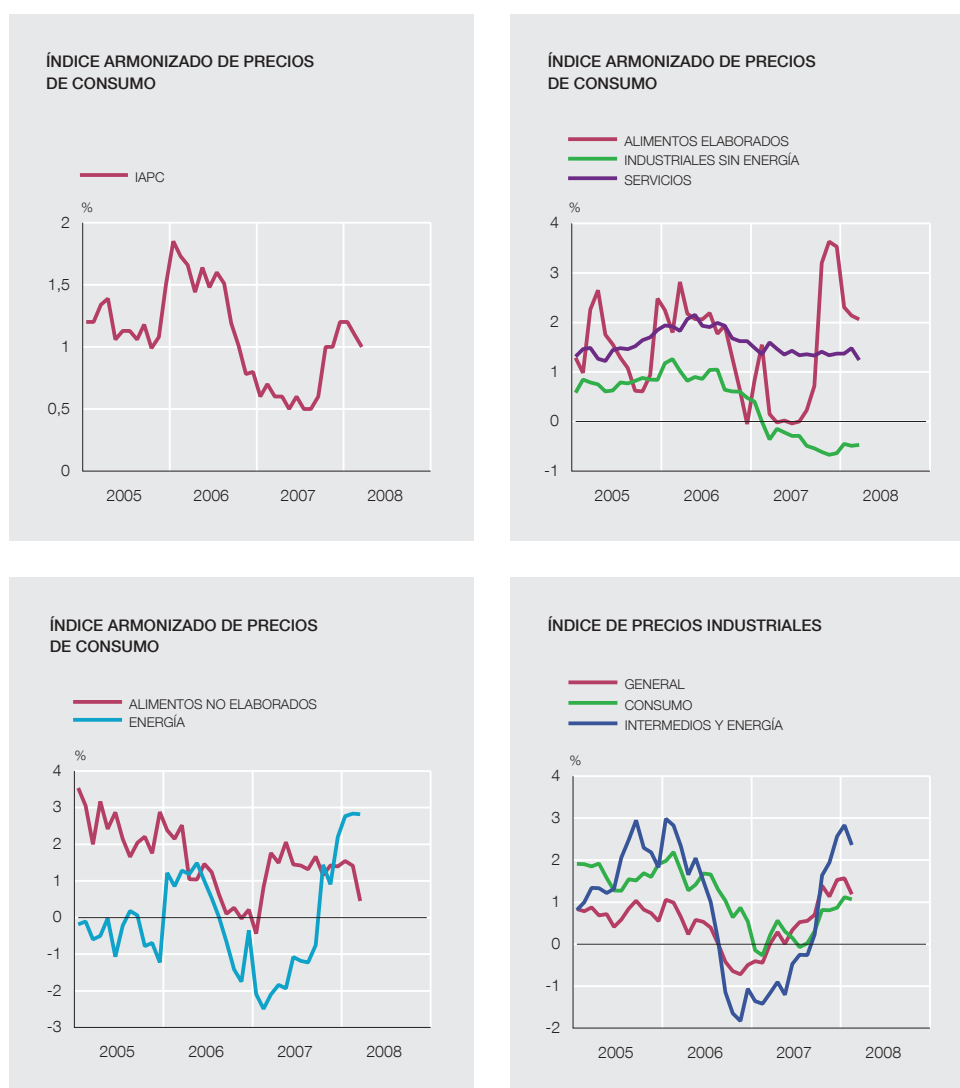 ÍNDICE ARMONIZADO DE PRECIOS
DE CONSUMO
IAPC
%
2
1,5
1
0,5
0
2005 2006 2007 2008
ÍNDICE ARMONIZADO DE PRECIOS
DE CONSUMO
ALIMENTOS ELABORADOS
INDUSTRIALES SIN ENERGÍA
SERVICIOS
%
4
3
2
1
0
-1
2005 2006 2007 2008
ÍNDICE ARMONIZADO DE PRECIOS
DE CONSUMO
ALIMENTOS NO ELABORADOS
ENERGÍA
%
4
3
2
1
0
-1
-2
-3
2005 2006 2007 2008
ÍNDICE DE PRECIOS INDUSTRIALES
GENERAL
CONSUMO
INTERMEDIOS Y ENERGÍA
%
4
3
2
1
0
-1
-2
2005 2006 2007 2008